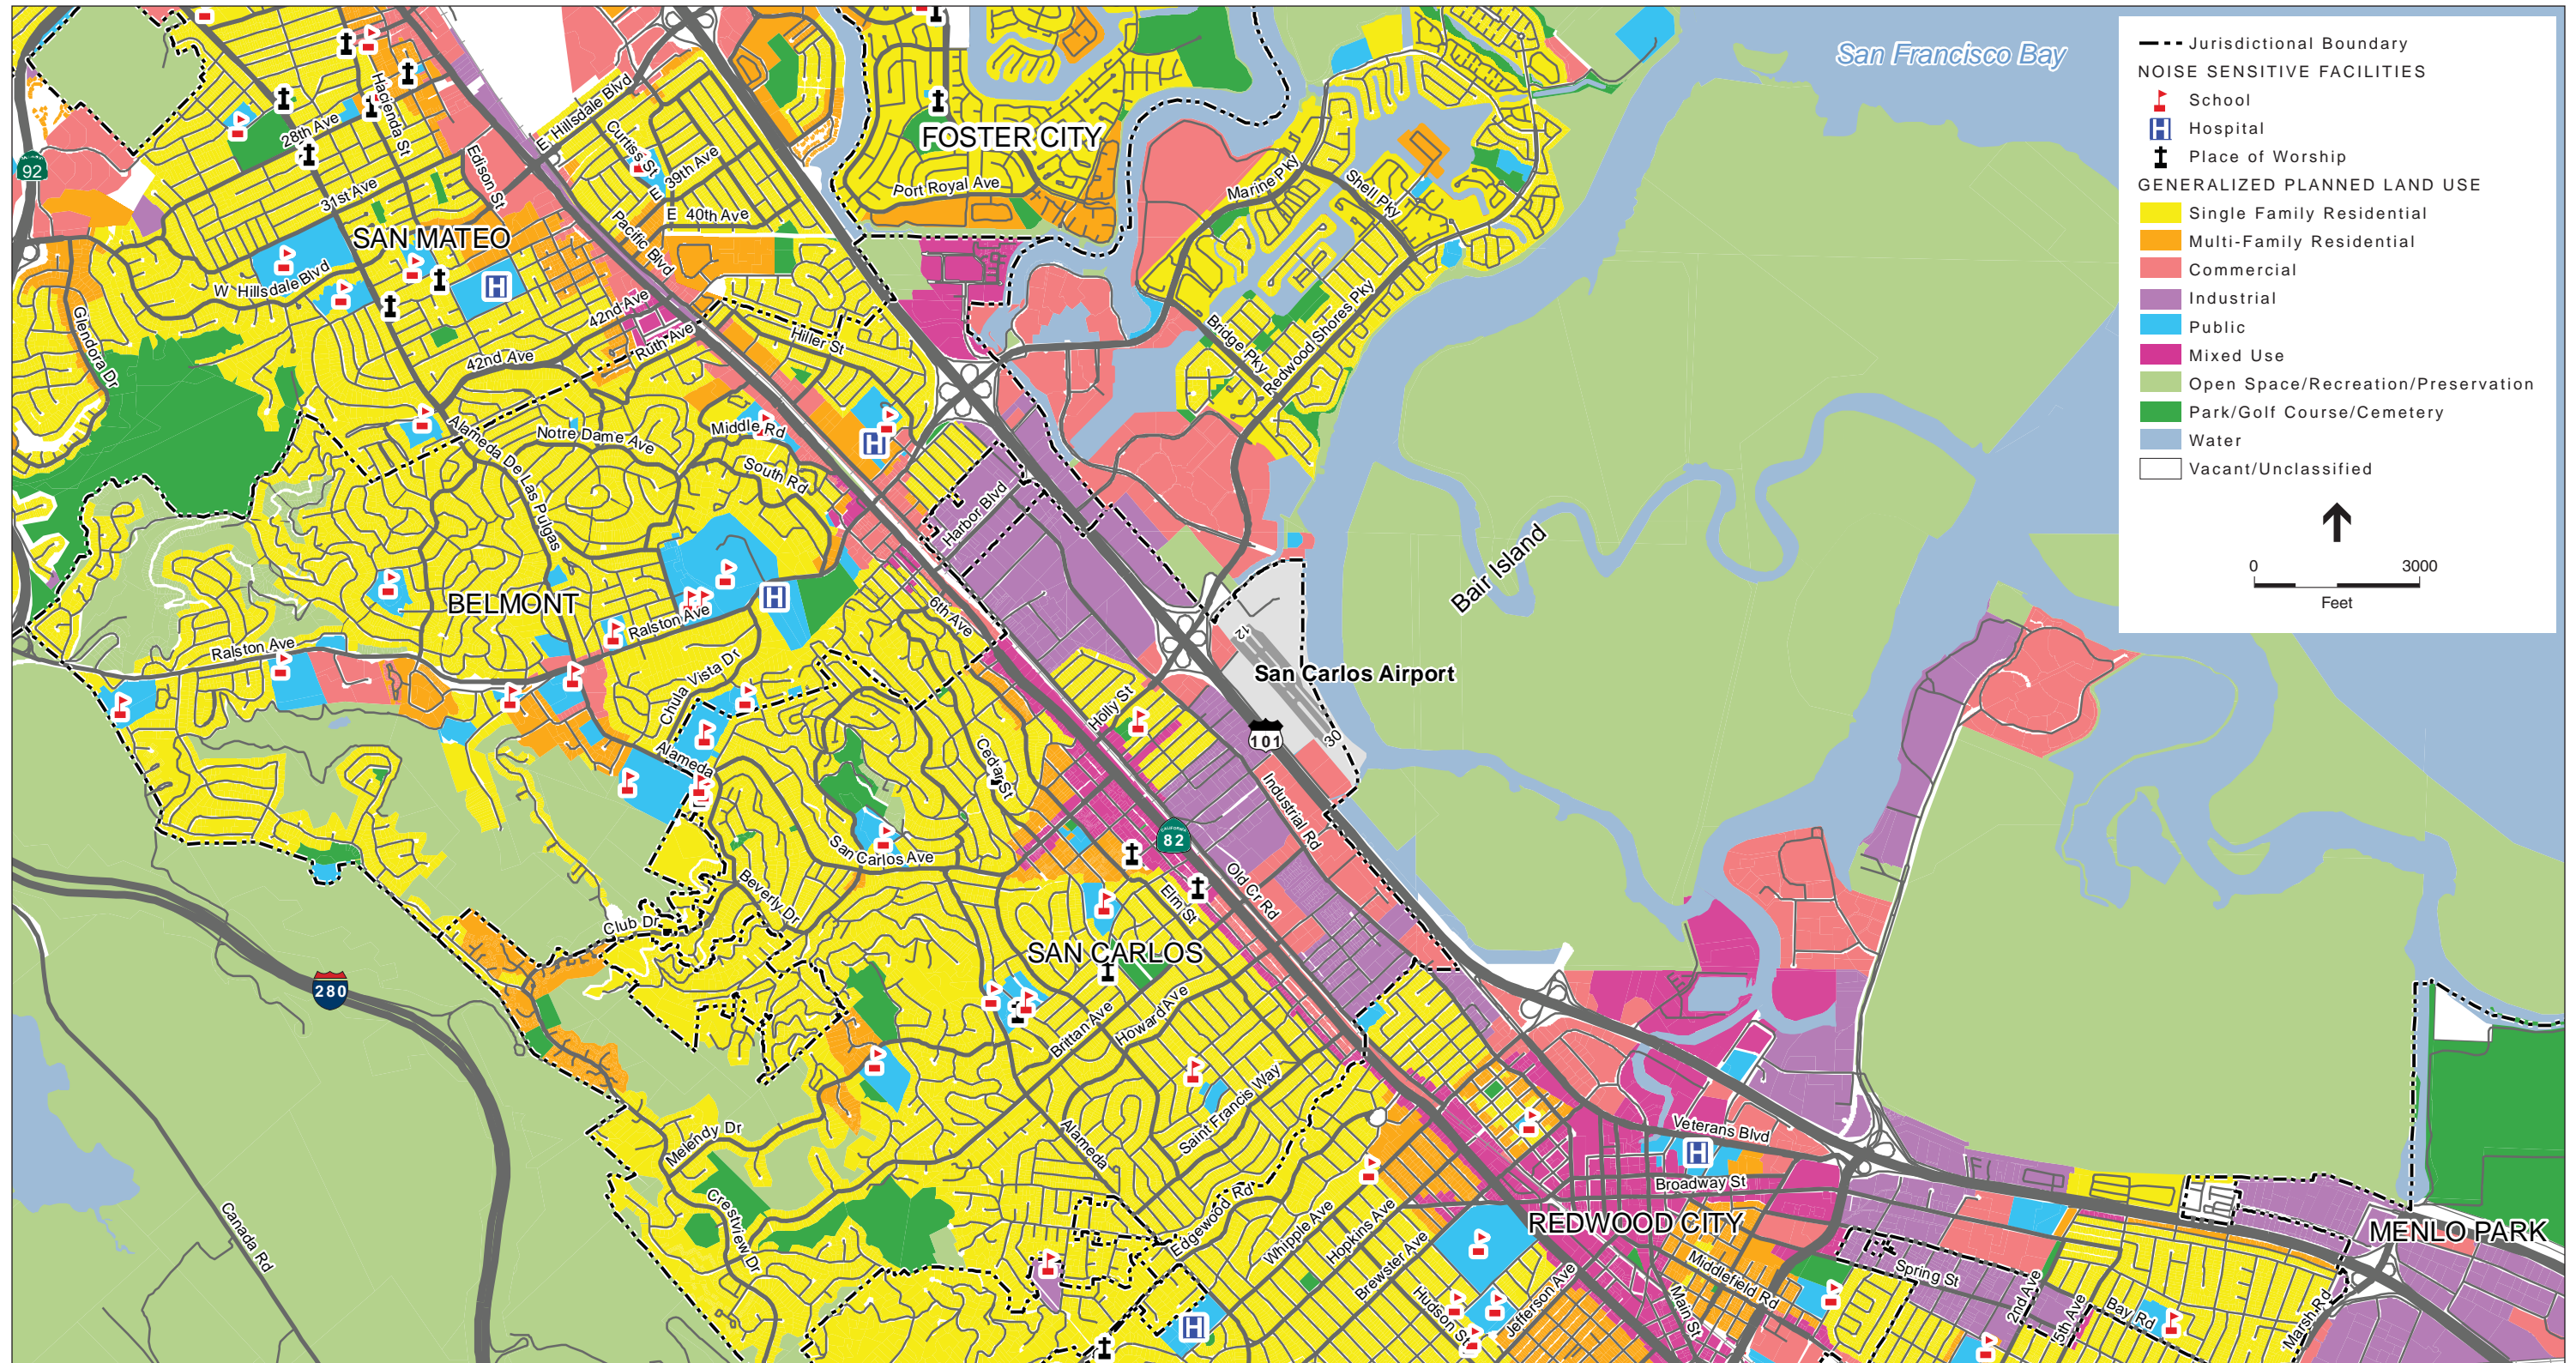 San Francisco Bay
Jurisdictional Boundary
NOISE SENSITIVE FACILITIES
School
H Hospital
Place of Worship
GENERALIZED PLANNED LAND USE
Single Family Residential
Multi-Family Residential
Commercial
Industrial
Public
Mixed Use
Open Space/Recreation/Preservation
Park/Golf Course/Cemetery
Water
Vacant/Unclassified
0 3000
Feet
92
28th Ave
Hacienda St
31st Ave
Edison St
E Hillsdale Blvd
Curtiss St
E 39th Ave
E 40th Ave
Pacific Blvd
SAN MATEO
W Hillsdale Blvd
H
Glendora Dr
42nd Ave
42nd Ave
Ruth Ave
Hiller St
FOSTER CITY
Port Royal Ave
Marine Pky
Shell Pky
Bridge Pky
Redwood Shores Pky
Alameda De Las Pulgas
Notre Dame Ave
Middle Rd
South Rd
H
Harbor Blvd
BELMONT
H
Ralston Ave
Ralston Ave
6th Ave
Chula Vista Dr
Alameda
Bair Island
12
San Carlos Airport
30
101
Holly St
Cedar St
Industrial Rd
82
San Carlos Ave
Old Cr Rd
Elm St
Beverly Dr
Club Dr
280
SAN CARLOS
Brittan Ave
Howard Ave
Saint Francis Way
Alameda
Melendy Dr
Crestview Dr
Canada Rd
Edgewood Rd
Whipple Ave
Hopkins Ave
Brewster Ave
Hudson St
Jefferson Ave
H
Veterans Blvd
H
Broadway St
REDWOOD CITY
Middlefield Rd
Main St
Spring St
2nd Ave
5th Ave
Bay Rd
Marsh Rd
MENLO PARK